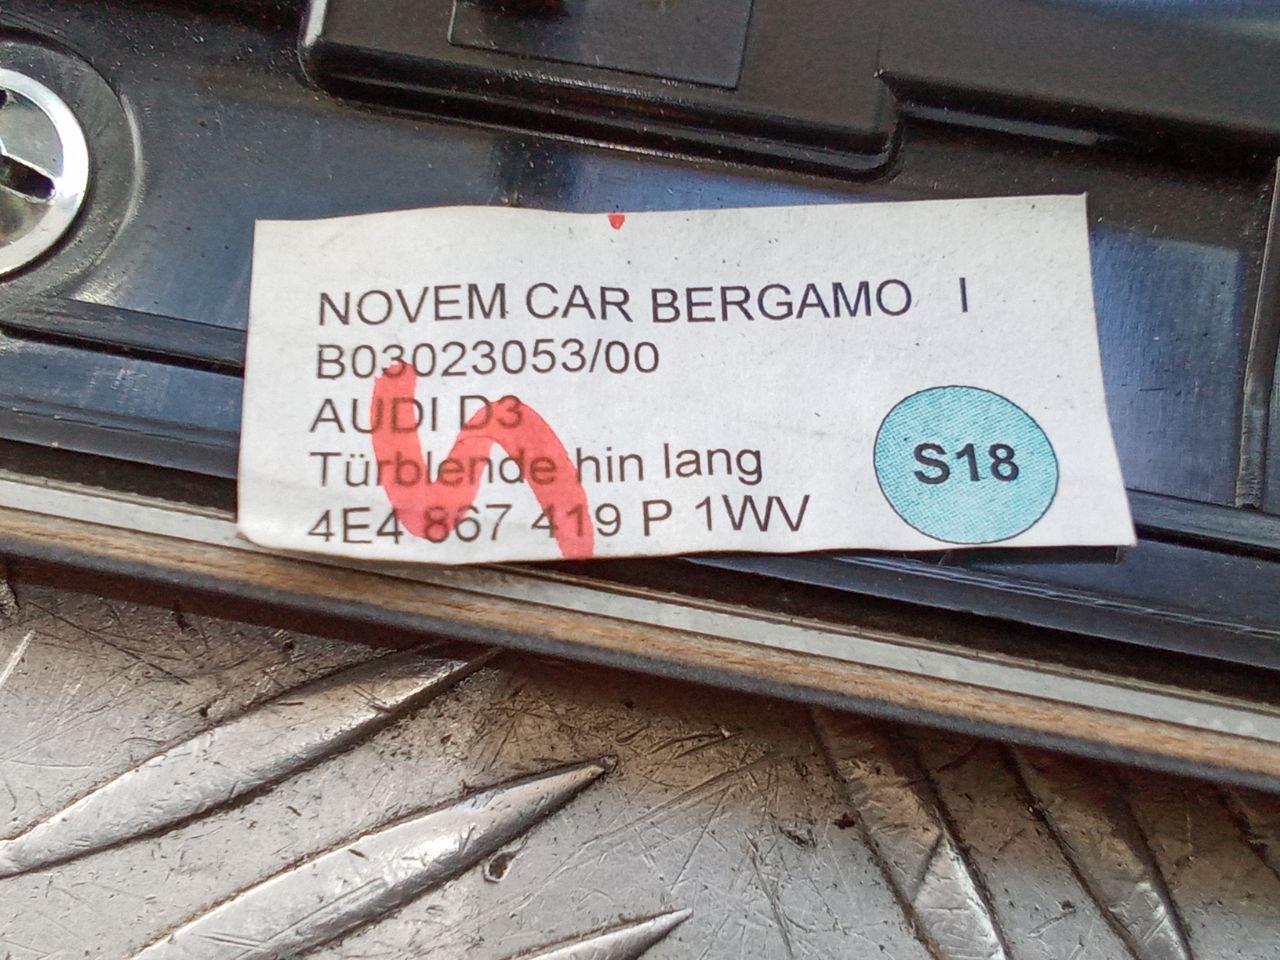 NOVEM CAR BERGAMO I
B03023053/00
AUDI D3
Türblende hin lang
4E4 867 419 P 1WV
S18